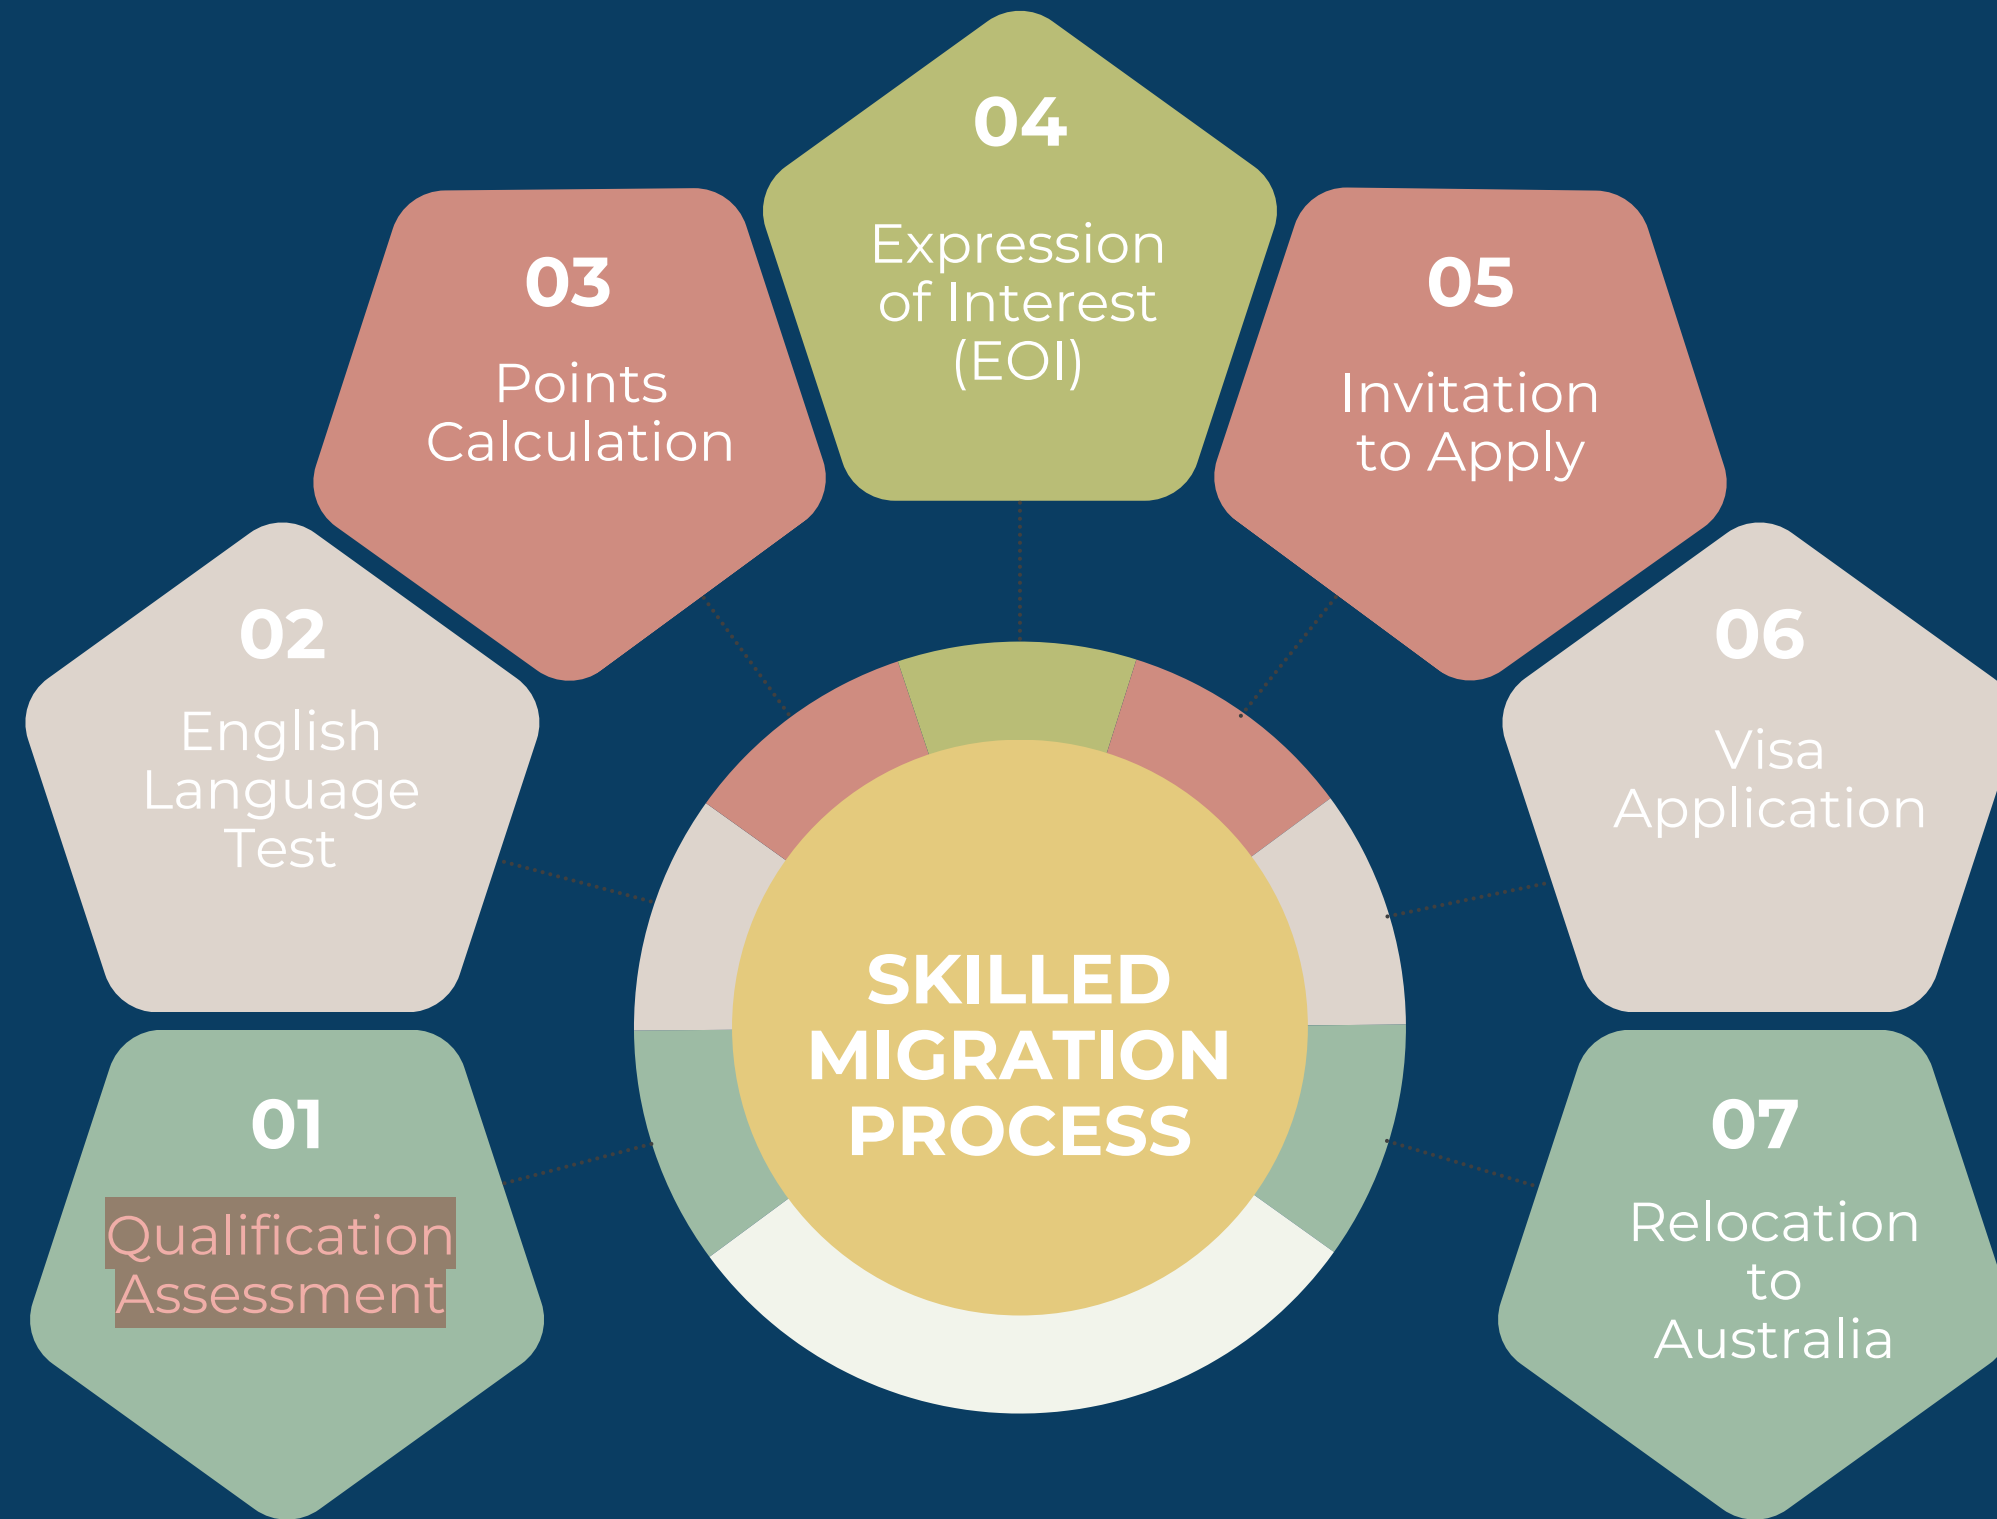 01
Qualification
Assessment
02
English
Language
Test
03
Points
Calculation
04
Expression
of Interest
(EOI)
05
Invitation
to Apply
06
Visa
Application
07
Relocation
to
Australia
SKILLED
MIGRATION
PROCESS